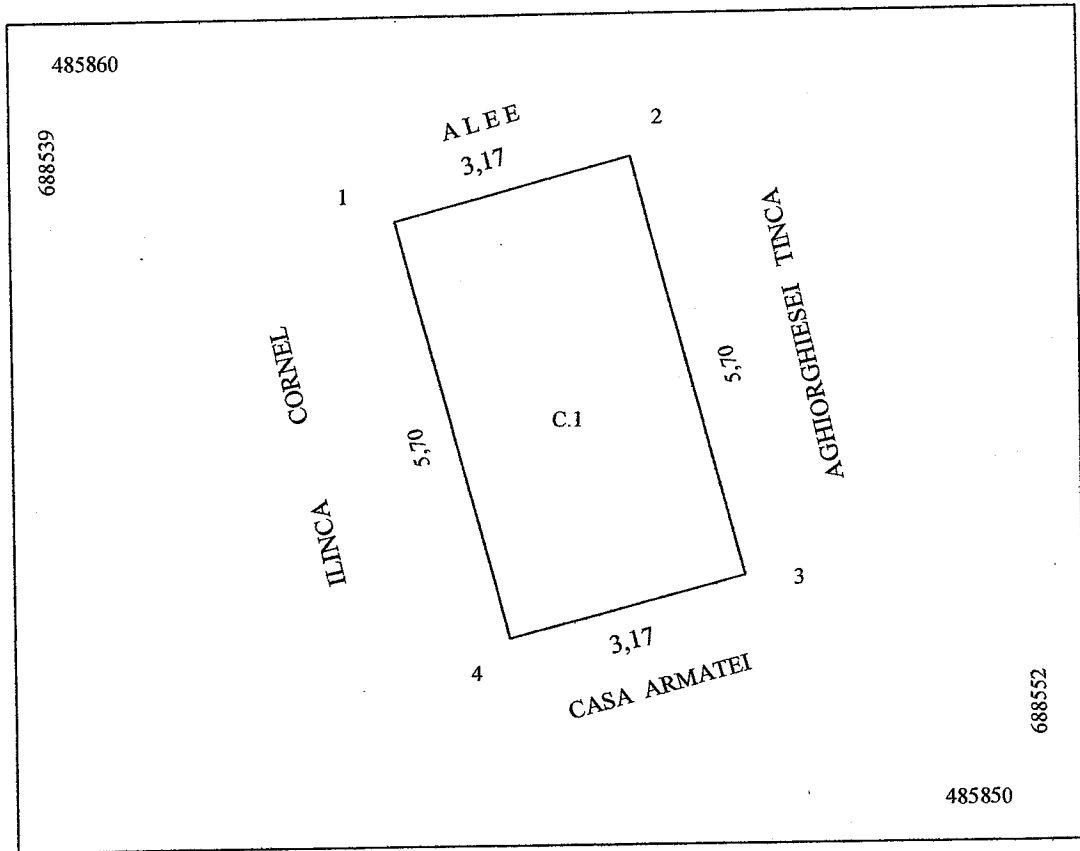 485860
688539
ALEE
3,17
1
2
ILINCA CORNEL
5,70
C.1
5,70
AGHIORGHIESEI TINCA
3
4
3,17
CASA ARMATEI
688552
485850